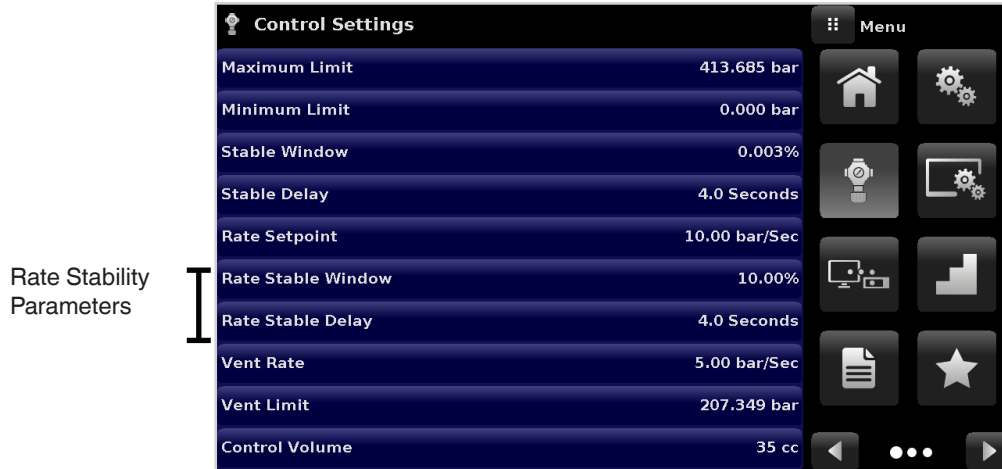 Control Settings
Menu
Maximum Limit 413.685 bar
Minimum Limit 0.000 bar
Stable Window 0.003%
Stable Delay 4.0 Seconds
Rate Setpoint 10.00 bar/Sec
Rate Stability
Parameters
Rate Stable Window 10.00%
Rate Stable Delay 4.0 Seconds
Vent Rate 5.00 bar/Sec
Vent Limit 207.349 bar
Control Volume 35 cc